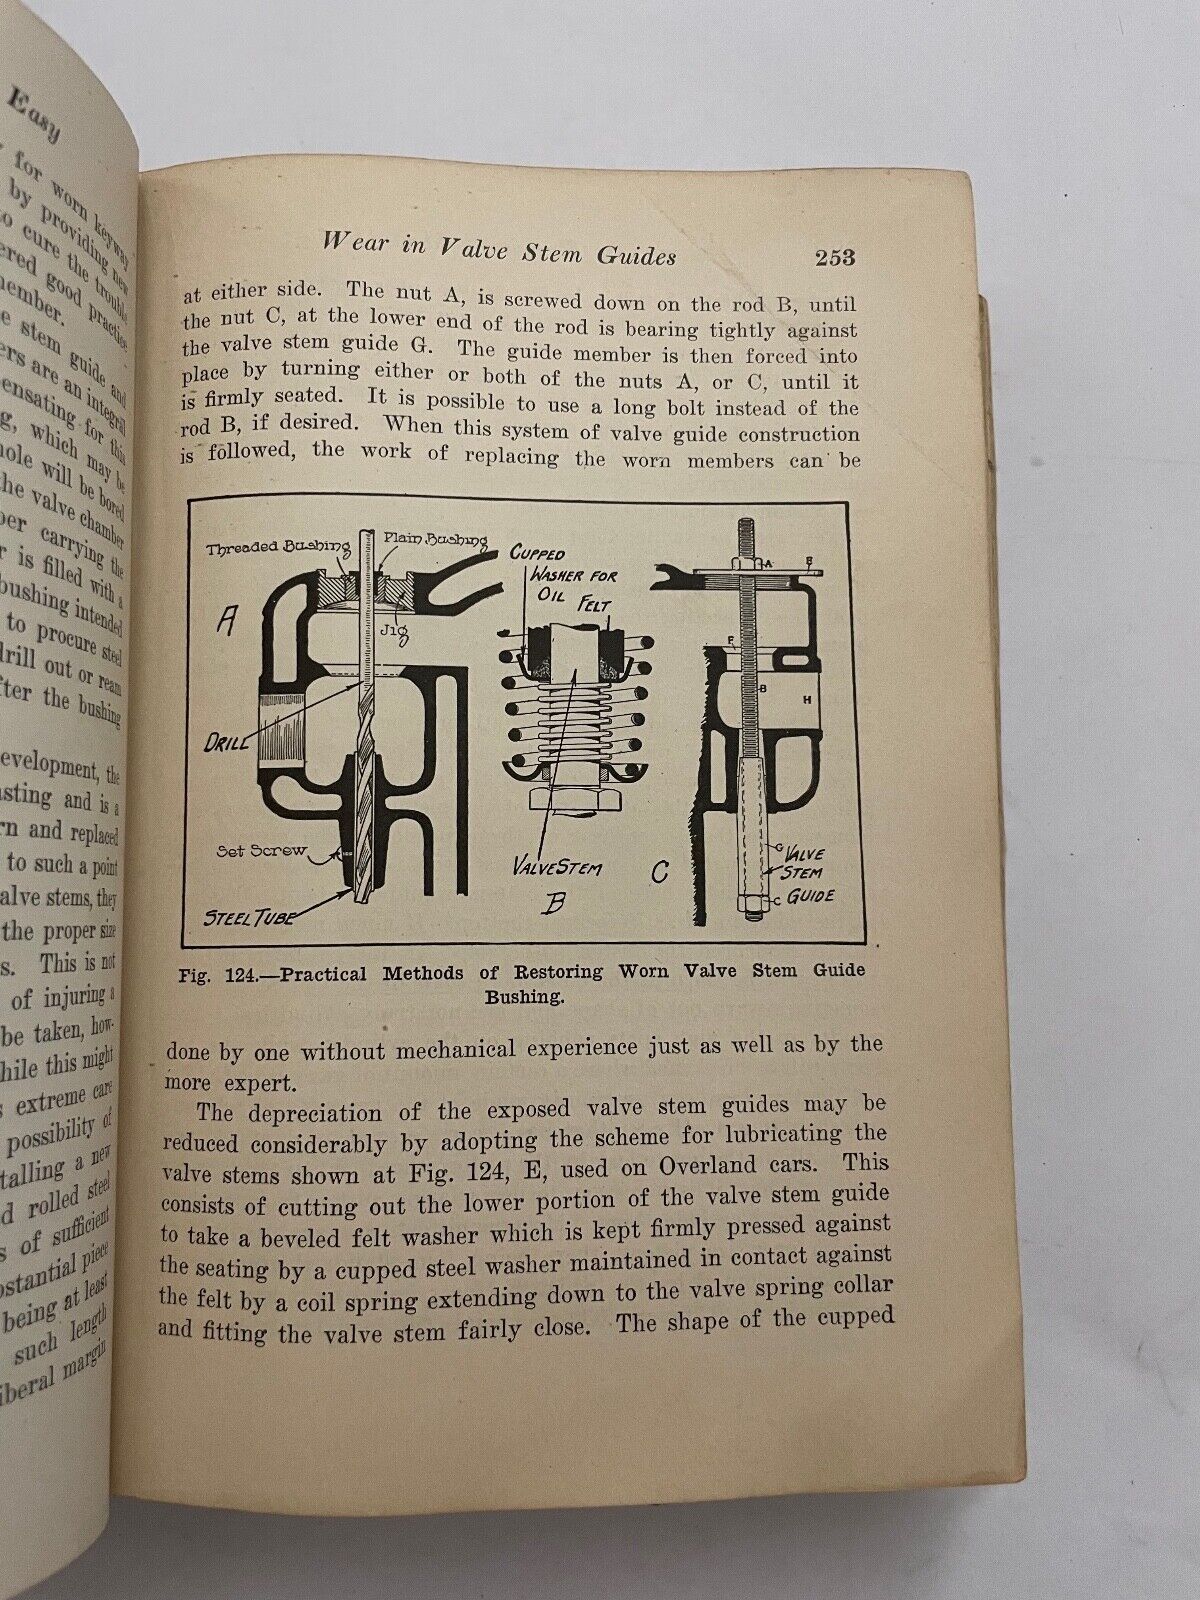 Easy
for worn keyway
by providing new
to cure the trouble
ered good practise
member.
e stem guide and
ers are an integral
pensating for this
g, which may be
hole will be bored
the valve chamber
per carrying the
r is filled with a
bushing intended
to procure steel
drill out or ream
fter the bushing
evelopment, the
asting and is a
rn and replaced
to such a point
alve stems, they
the proper size
s. This is not
of injuring a
be taken, how-
hile this might
s extreme care
possibility of
talling a new
d rolled steel
s of sufficient
bstantial piece
being at least
such length
iberal margin
Wear in Valve Stem Guides 253
at either side. The nut A, is screwed down on the rod B, until
the nut C, at the lower end of the rod is bearing tightly against
the valve stem guide G. The guide member is then forced into
place by turning either or both of the nuts A, or C, until it
is firmly seated. It is possible to use a long bolt instead of the
rod B, if desired. When this system of valve guide construction
is followed, the work of replacing the worn members can be
Threaded Bushing
Plain Bushing
A
Jig
DRILL
Set Screw
STEEL TUBE
CUPPED
WASHER FOR
OIL
FELT
VALVE STEM
B
A
E
F
B
H
G
VALVE
STEM
C
GUIDE
C
Fig. 124.—Practical Methods of Restoring Worn Valve Stem Guide
Bushing.
done by one without mechanical experience just as well as by the
more expert.
The depreciation of the exposed valve stem guides may be
reduced considerably by adopting the scheme for lubricating the
valve stems shown at Fig. 124, E, used on Overland cars. This
consists of cutting out the lower portion of the valve stem guide
to take a beveled felt washer which is kept firmly pressed against
the seating by a cupped steel washer maintained in contact against
the felt by a coil spring extending down to the valve spring collar
and fitting the valve stem fairly close. The shape of the cupped